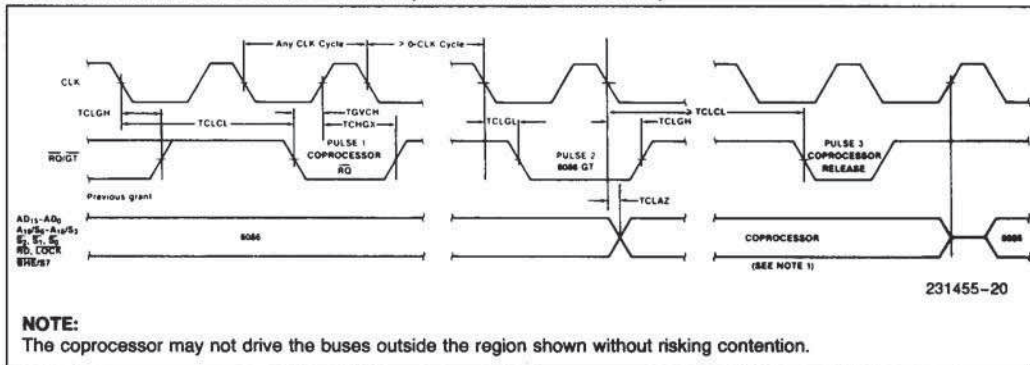 Any CLK Cycle
> 0-CLK Cycle
CLK
TCLGH
TCLCL
TGVCH
TCHGX
TCLGL
TCLGH
> TCLCL
RQ/GT
PULSE 1
COPROCESSOR
RQ
PULSE 2
8086 GT
PULSE 3
COPROCESSOR
RELEASE
Previous grant
TCLAZ
AD15-AD0
A19/S6-A16/S3
S2, S1, S0
RD, LOCK
BHE/S7
8086
COPROCESSOR
8086
(SEE NOTE 1)
231455-20
NOTE:
The coprocessor may not drive the buses outside the region shown without risking contention.